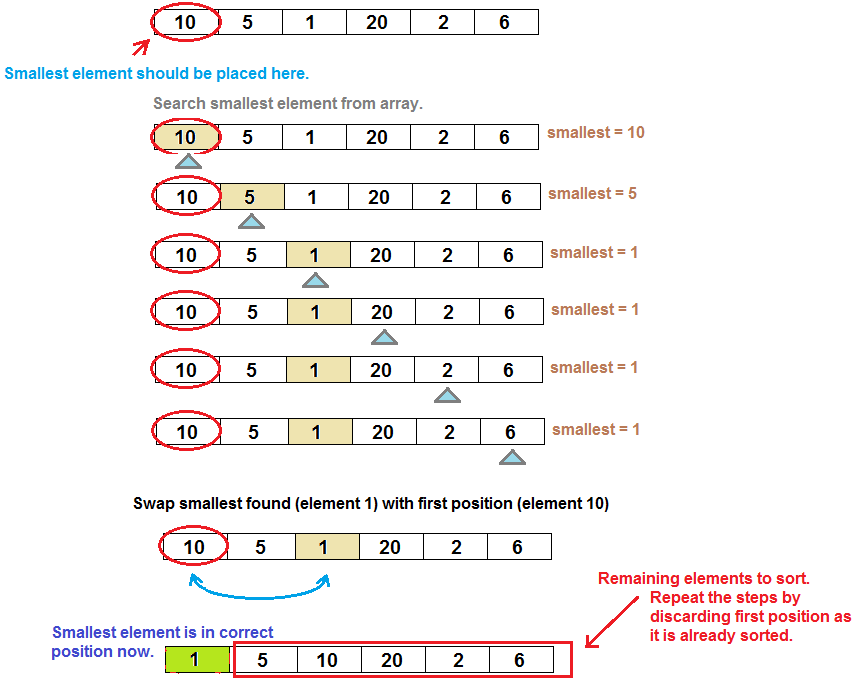 10 5 1 20 2 6
Smallest element should be placed here.
Search smallest element from array.
10 5 1 20 2 6 smallest = 10
10 5 1 20 2 6 smallest = 5
10 5 1 20 2 6 smallest = 1
10 5 1 20 2 6 smallest = 1
10 5 1 20 2 6 smallest = 1
10 5 1 20 2 6 smallest = 1
Swap smallest found (element 1) with first position (element 10)
10 5 1 20 2 6
Remaining elements to sort.
Repeat the steps by
discarding first position as
it is already sorted.
Smallest element is in correct
position now.
1 5 10 20 2 6